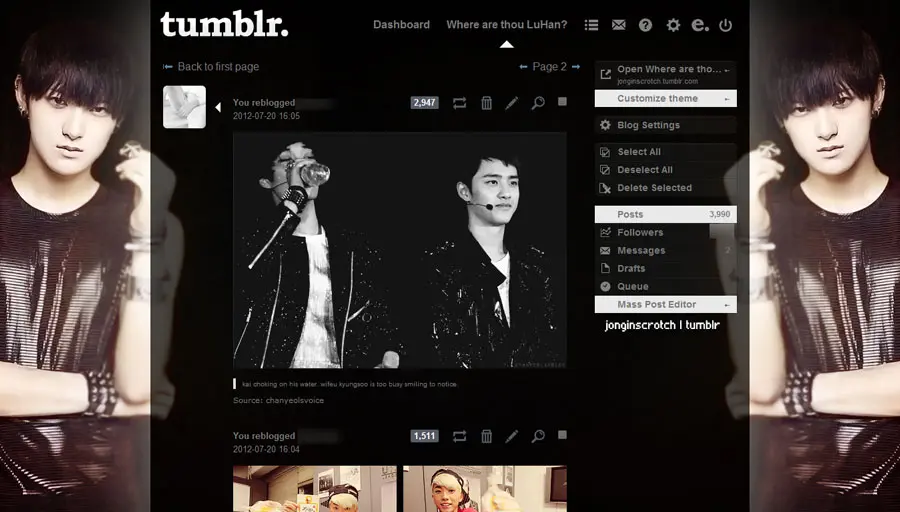 tumblr.
Dashboard
Where are thou LuHan?
Back to first page
Page 2
You reblogged
2,947
2012-07-20 16:05
kai choking on his water. wifeu kyungsoo is too busy smiling to notice.
Source: chanyeolsvoice
You reblogged
1,511
2012-07-20 16:04
Open Where are tho...
jonginscrotch.tumblr.com
Customize theme
Blog Settings
Select All
Deselect All
Delete Selected
Posts 3,990
Followers
Messages 2
Drafts
Queue
Mass Post Editor
jonginscrotch | tumblr